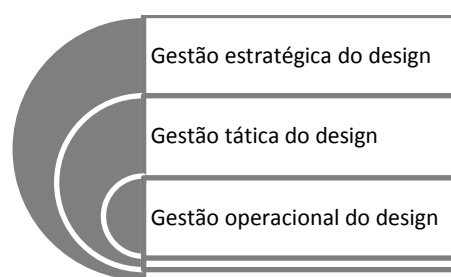 Gestão estratégica do design
Gestão tática do design
Gestão operacional do design